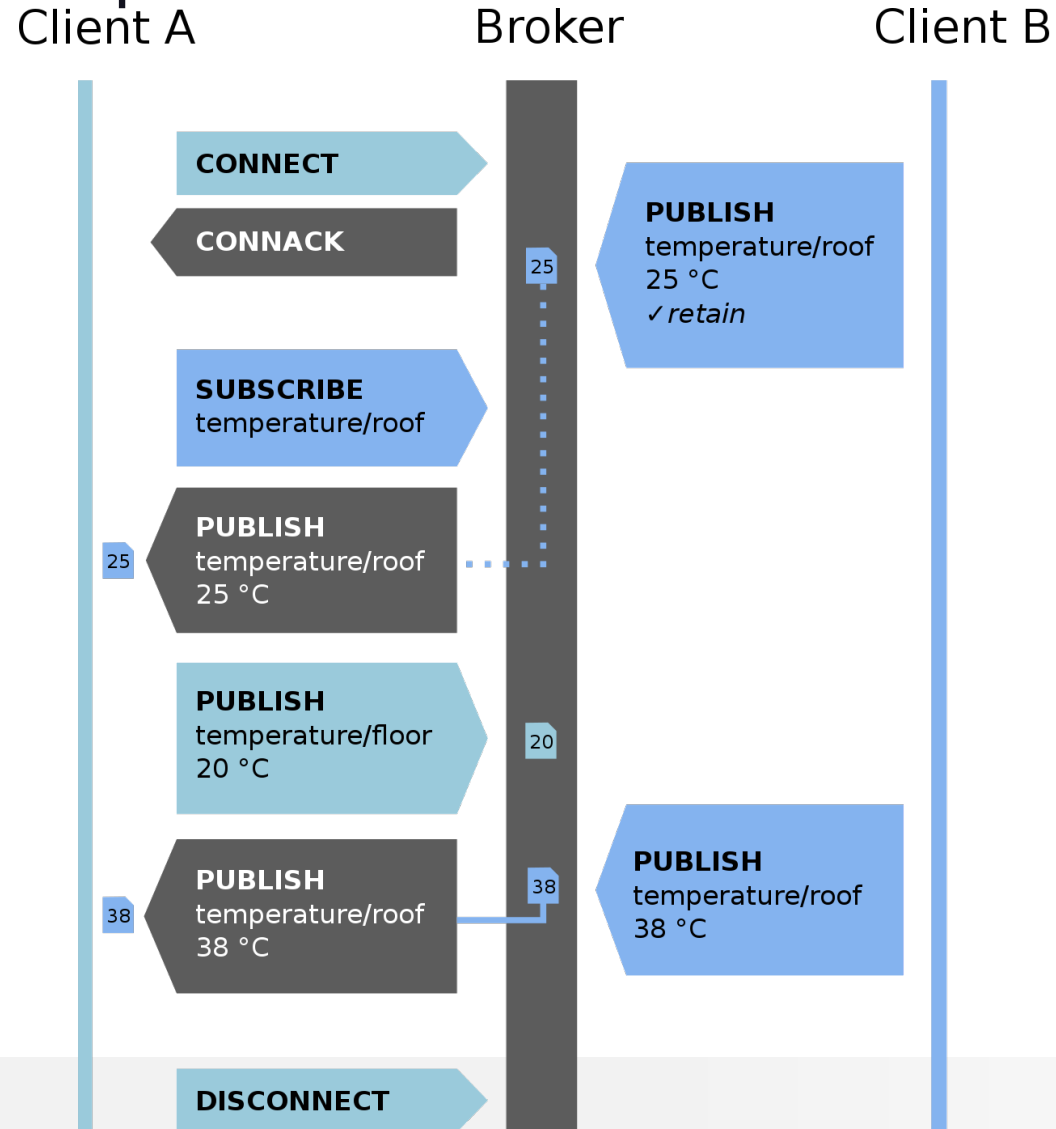 Client A
Broker
Client B
CONNECT
CONNACK
PUBLISH
temperature/roof
25 °C
✓retain
25
SUBSCRIBE
temperature/roof
PUBLISH
temperature/roof
25 °C
25
PUBLISH
temperature/floor
20 °C
20
PUBLISH
temperature/roof
38 °C
38
38
PUBLISH
temperature/roof
38 °C
DISCONNECT